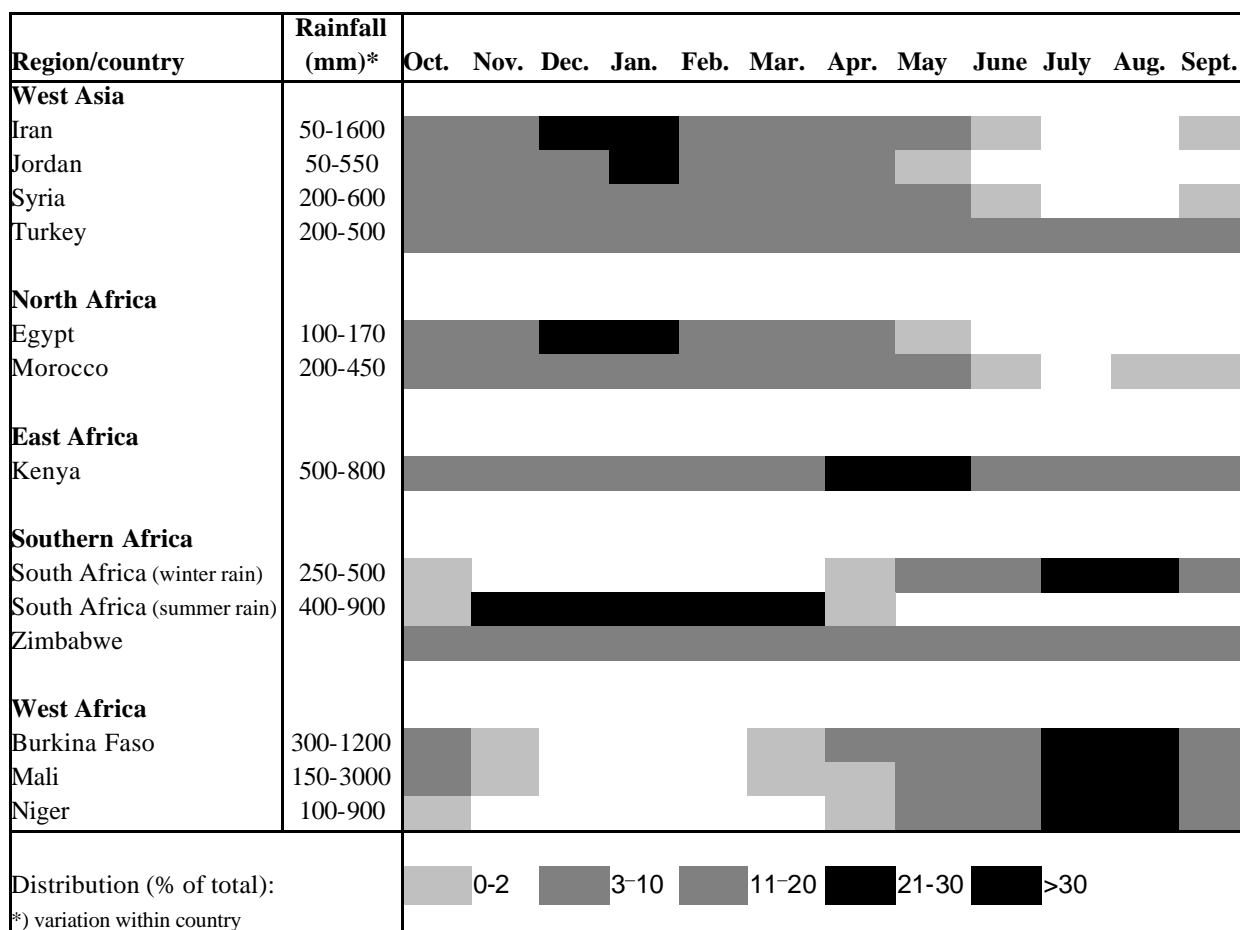 Rainfall
Region/country (mm)* Oct. Nov. Dec. Jan. Feb. Mar. Apr. May June July Aug. Sept.
West Asia
Iran 50-1600
Jordan 50-550
Syria 200-600
Turkey 200-500
North Africa
Egypt 100-170
Morocco 200-450
East Africa
Kenya 500-800
Southern Africa
South Africa (winter rain) 250-500
South Africa (summer rain) 400-900
Zimbabwe
West Africa
Burkina Faso 300-1200
Mali 150-3000
Niger 100-900
Distribution (% of total): 0-2 3–10 11–20 21-30 >30
*) variation within country